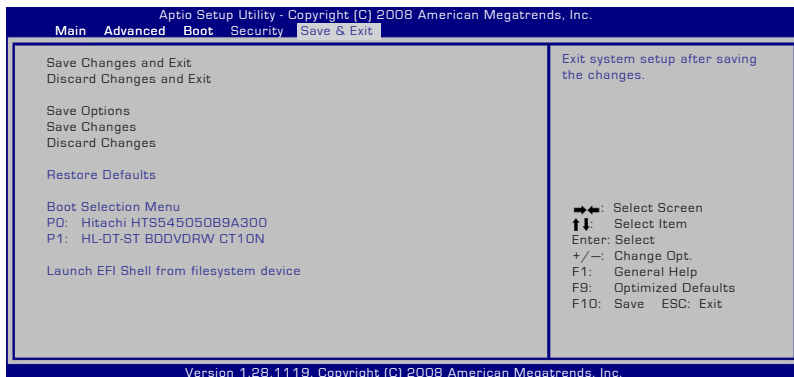 Aptio Setup Utility - Copyright (C) 2008 American Megatrends, Inc.
Main Advanced Boot Security Save & Exit
Save Changes and Exit
Discard Changes and Exit
Save Options
Save Changes
Discard Changes
Restore Defaults
Boot Selection Menu
P0: Hitachi HTS545050B9A300
P1: HL-DT-ST BDDVDRW CT10N
Launch EFI Shell from filesystem device
Exit system setup after saving
the changes.
→←: Select Screen
↑↓: Select Item
Enter: Select
+/—: Change Opt.
F1: General Help
F9: Optimized Defaults
F10: Save ESC: Exit
Version 1.28.1119. Copyright (C) 2008 American Megatrends, Inc.